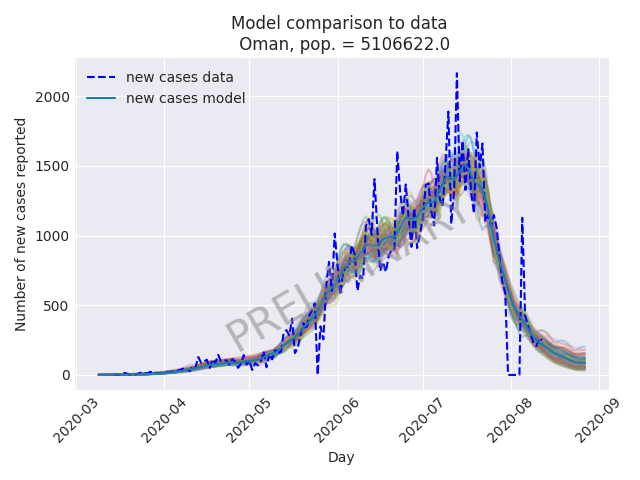 Model comparison to data
Oman, pop. = 5106622.0
new cases data
new cases model
Number of new cases reported
2000
1500
1000
500
0
PRELIMINARY
2020-03
2020-04
2020-05
2020-06
2020-07
2020-08
2020-09
Day